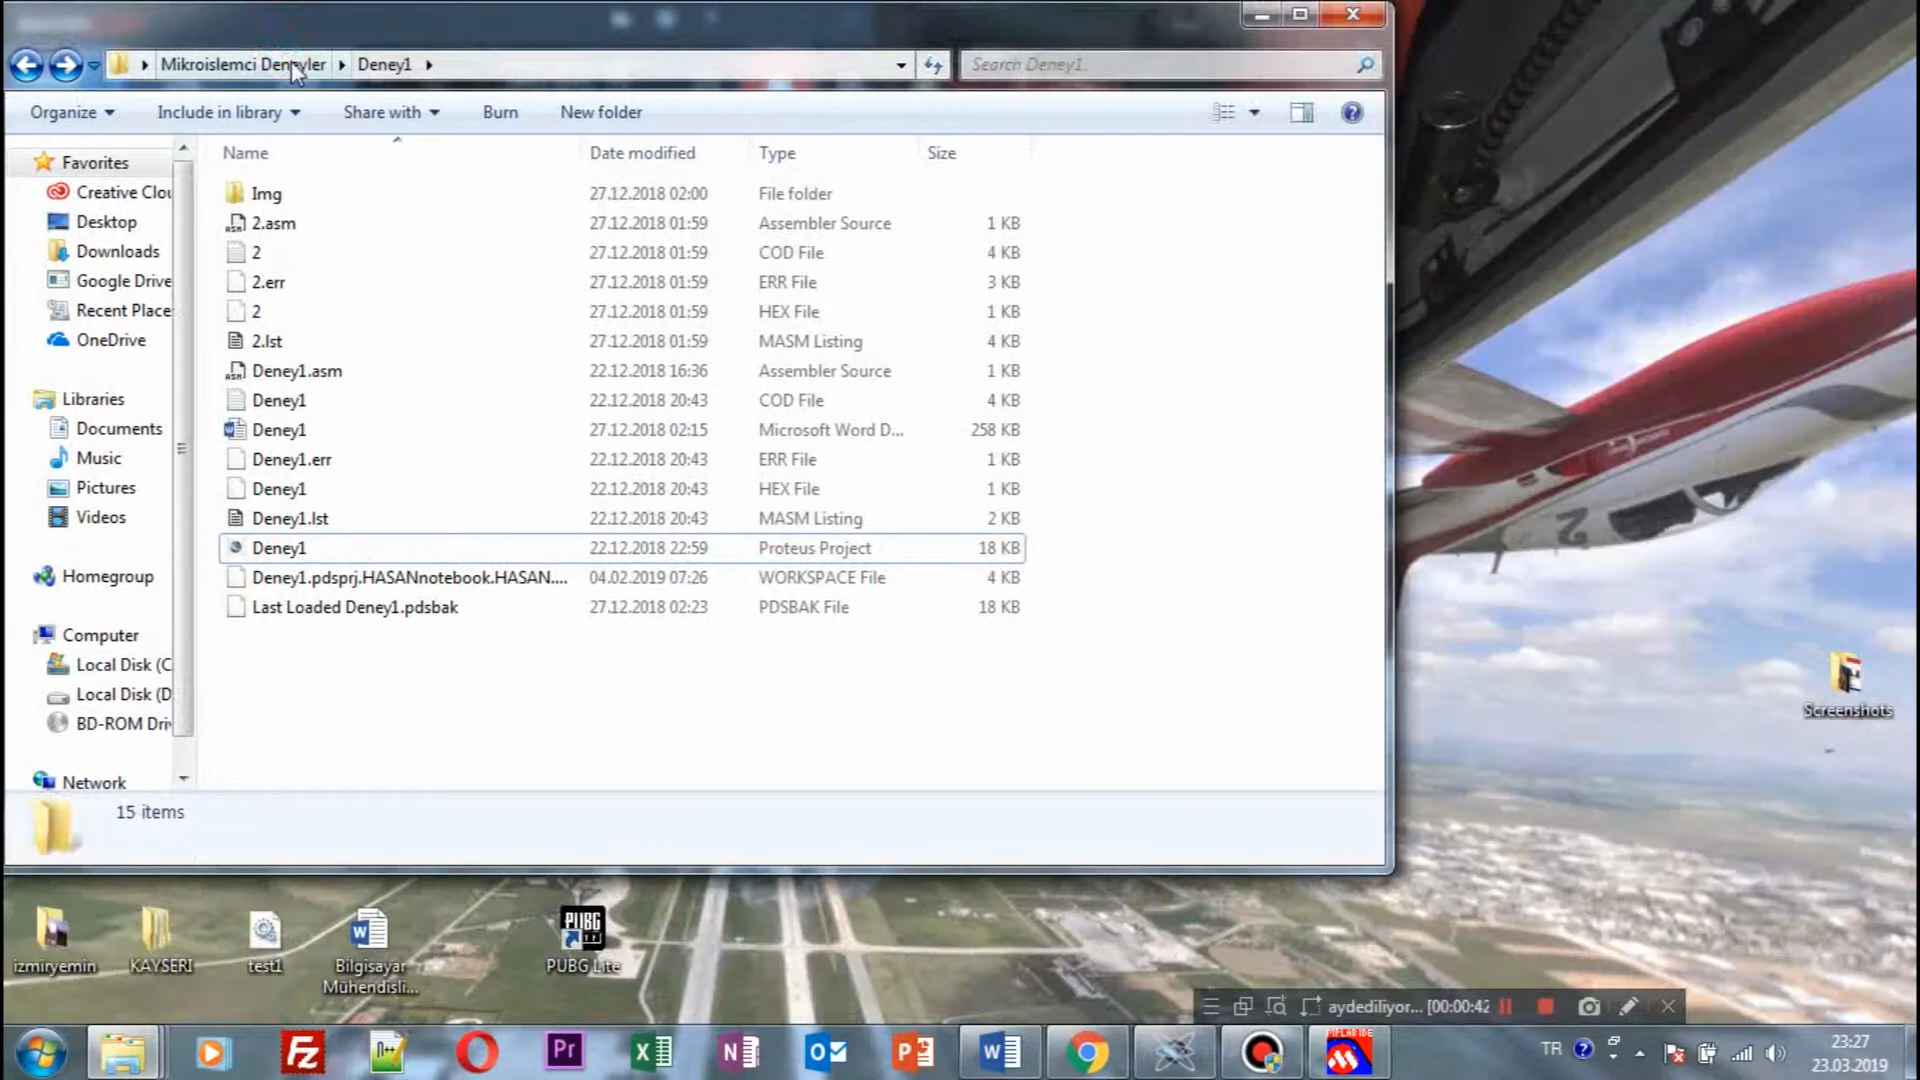 Mikroislemci Deneyler
Deney1
Search Deney1.
Organize
Include in library
Share with
Burn
New folder
Name
Date modified
Type
Size
Img 27.12.2018 02:00 File folder
2.asm 27.12.2018 01:59 Assembler Source 1 KB
2 27.12.2018 01:59 COD File 4 KB
2.err 27.12.2018 01:59 ERR File 3 KB
2 27.12.2018 01:59 HEX File 1 KB
2.lst 27.12.2018 01:59 MASM Listing 4 KB
Deney1.asm 22.12.2018 16:36 Assembler Source 1 KB
Deney1 22.12.2018 20:43 COD File 4 KB
Deney1 27.12.2018 02:15 Microsoft Word D... 258 KB
Deney1.err 22.12.2018 20:43 ERR File 1 KB
Deney1 22.12.2018 20:43 HEX File 1 KB
Deney1.lst 22.12.2018 20:43 MASM Listing 2 KB
Deney1 22.12.2018 22:59 Proteus Project 18 KB
Deney1.pdsprj.HASANnotebook.HASAN.... 04.02.2019 07:26 WORKSPACE File 4 KB
Last Loaded Deney1.pdsbak 27.12.2018 02:23 PDSBAK File 18 KB
Favorites
Creative Clou
Desktop
Downloads
Google Drive
Recent Place
OneDrive
Libraries
Documents
Music
Pictures
Videos
Homegroup
Computer
Local Disk (C
Local Disk (D
BD-ROM Driv
Network
15 items
Screenshots
izmiryemin
KAYSERI
test1
Bilgisayar
Mühendisli...
PUBG
PUBG Lite
aydediliyor... [00:00:42
Fz
Pr
TR
23:27
23.03.2019